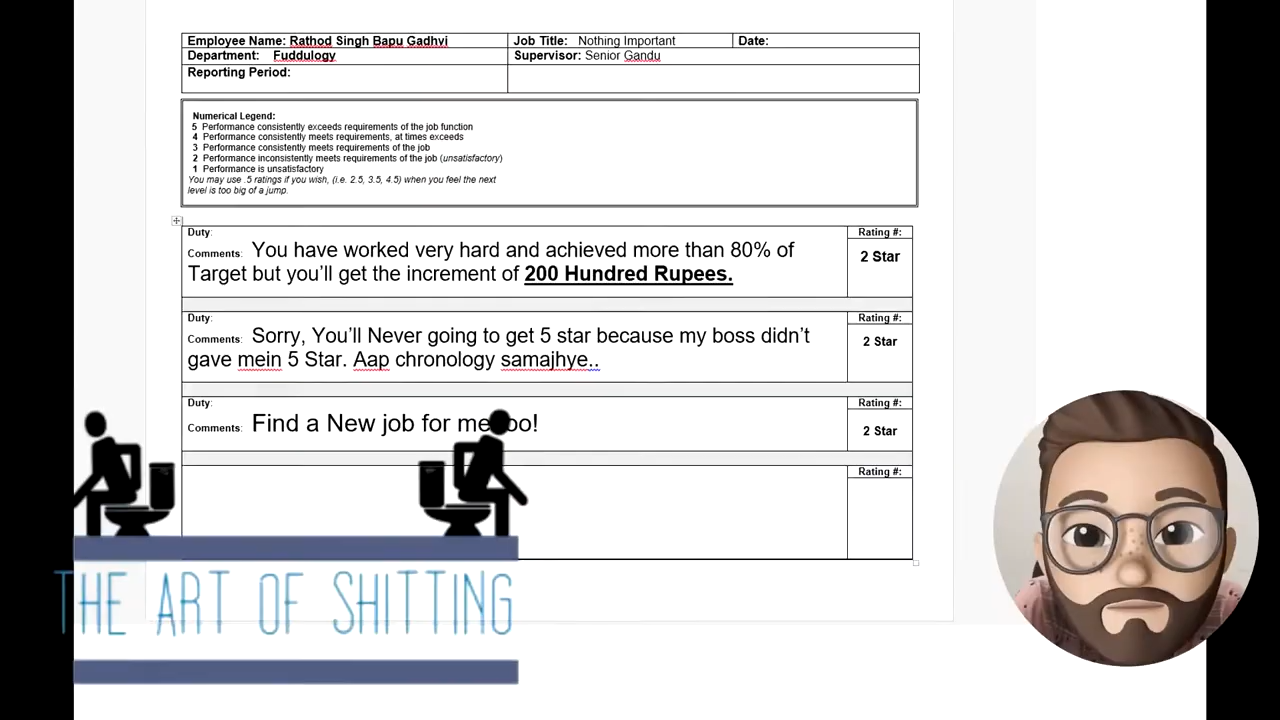 Employee Name: Rathod Singh Bapu Gadhvi
Job Title: Nothing Important
Date:
Department: Fuddulogy
Supervisor: Senior Gandu
Reporting Period:
Numerical Legend:
5 Performance consistently exceeds requirements of the job function
4 Performance consistently meets requirements, at times exceeds
3 Performance consistently meets requirements of the job
2 Performance inconsistently meets requirements of the job (unsatisfactory)
1 Performance is unsatisfactory
You may use .5 ratings if you wish, (i.e. 2.5, 3.5, 4.5) when you feel the next
level is too big of a jump.
Duty:
Rating #:
Comments: You have worked very hard and achieved more than 80% of
Target but you'll get the increment of 200 Hundred Rupees.
2 Star
Duty:
Rating #:
Comments: Sorry, You'll Never going to get 5 star because my boss didn't
gave mein 5 Star. Aap chronology samajhye..
2 Star
Duty:
Rating #:
Comments: Find a New job for me
2 Star
Rating #:
THE ART OF SHITTING